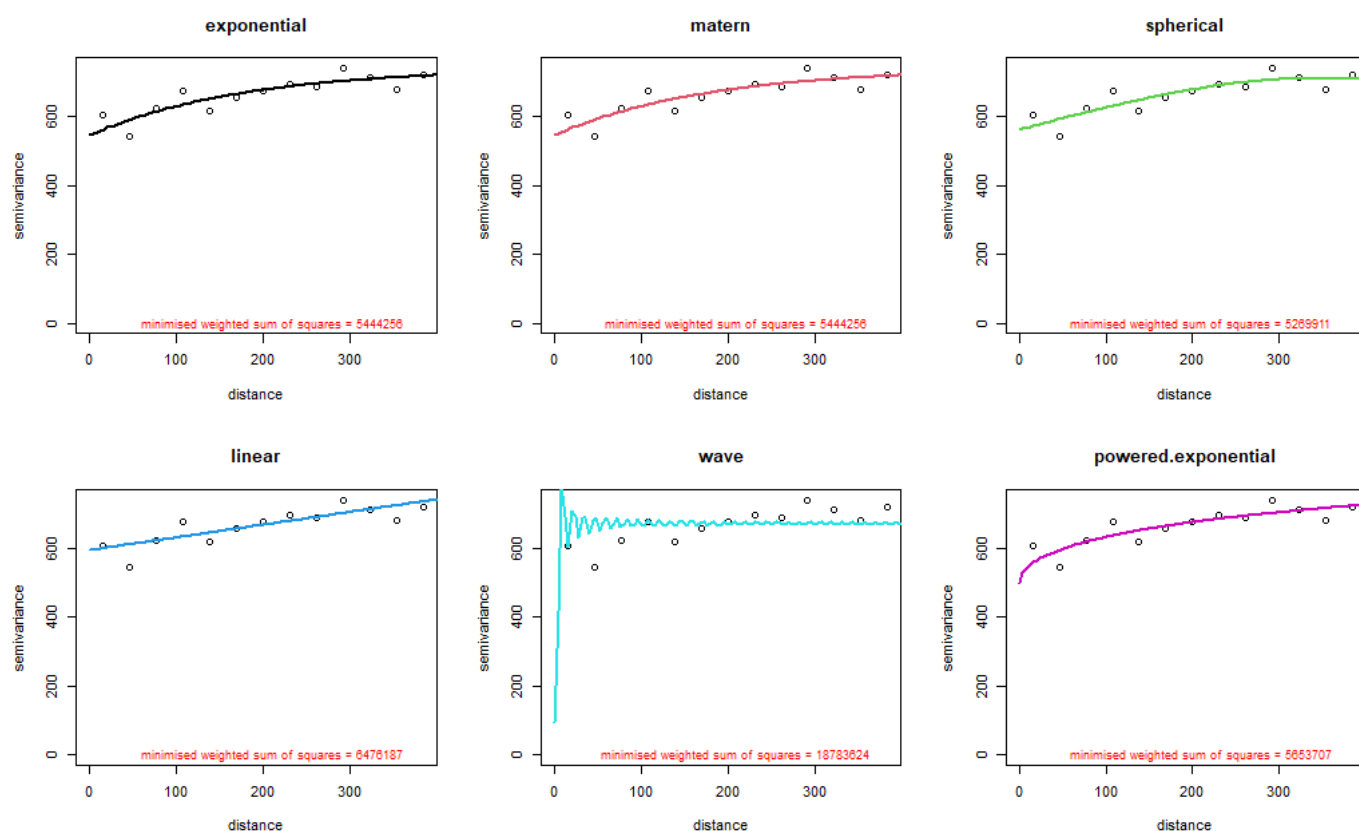 exponential
matern
spherical
semivariance
0 200 400 600
minimised weighted sum of squares = 5444256
0 100 200 300
distance
semivariance
0 200 400 600
minimised weighted sum of squares = 5444256
0 100 200 300
distance
semivariance
0 200 400 600
minimised weighted sum of squares = 5269911
0 100 200 300
distance
linear
wave
powered.exponential
semivariance
0 200 400 600
minimised weighted sum of squares = 6476187
0 100 200 300
distance
semivariance
0 200 400 600
minimised weighted sum of squares = 18783624
0 100 200 300
distance
semivariance
0 200 400 600
minimised weighted sum of squares = 5653707
0 100 200 300
distance